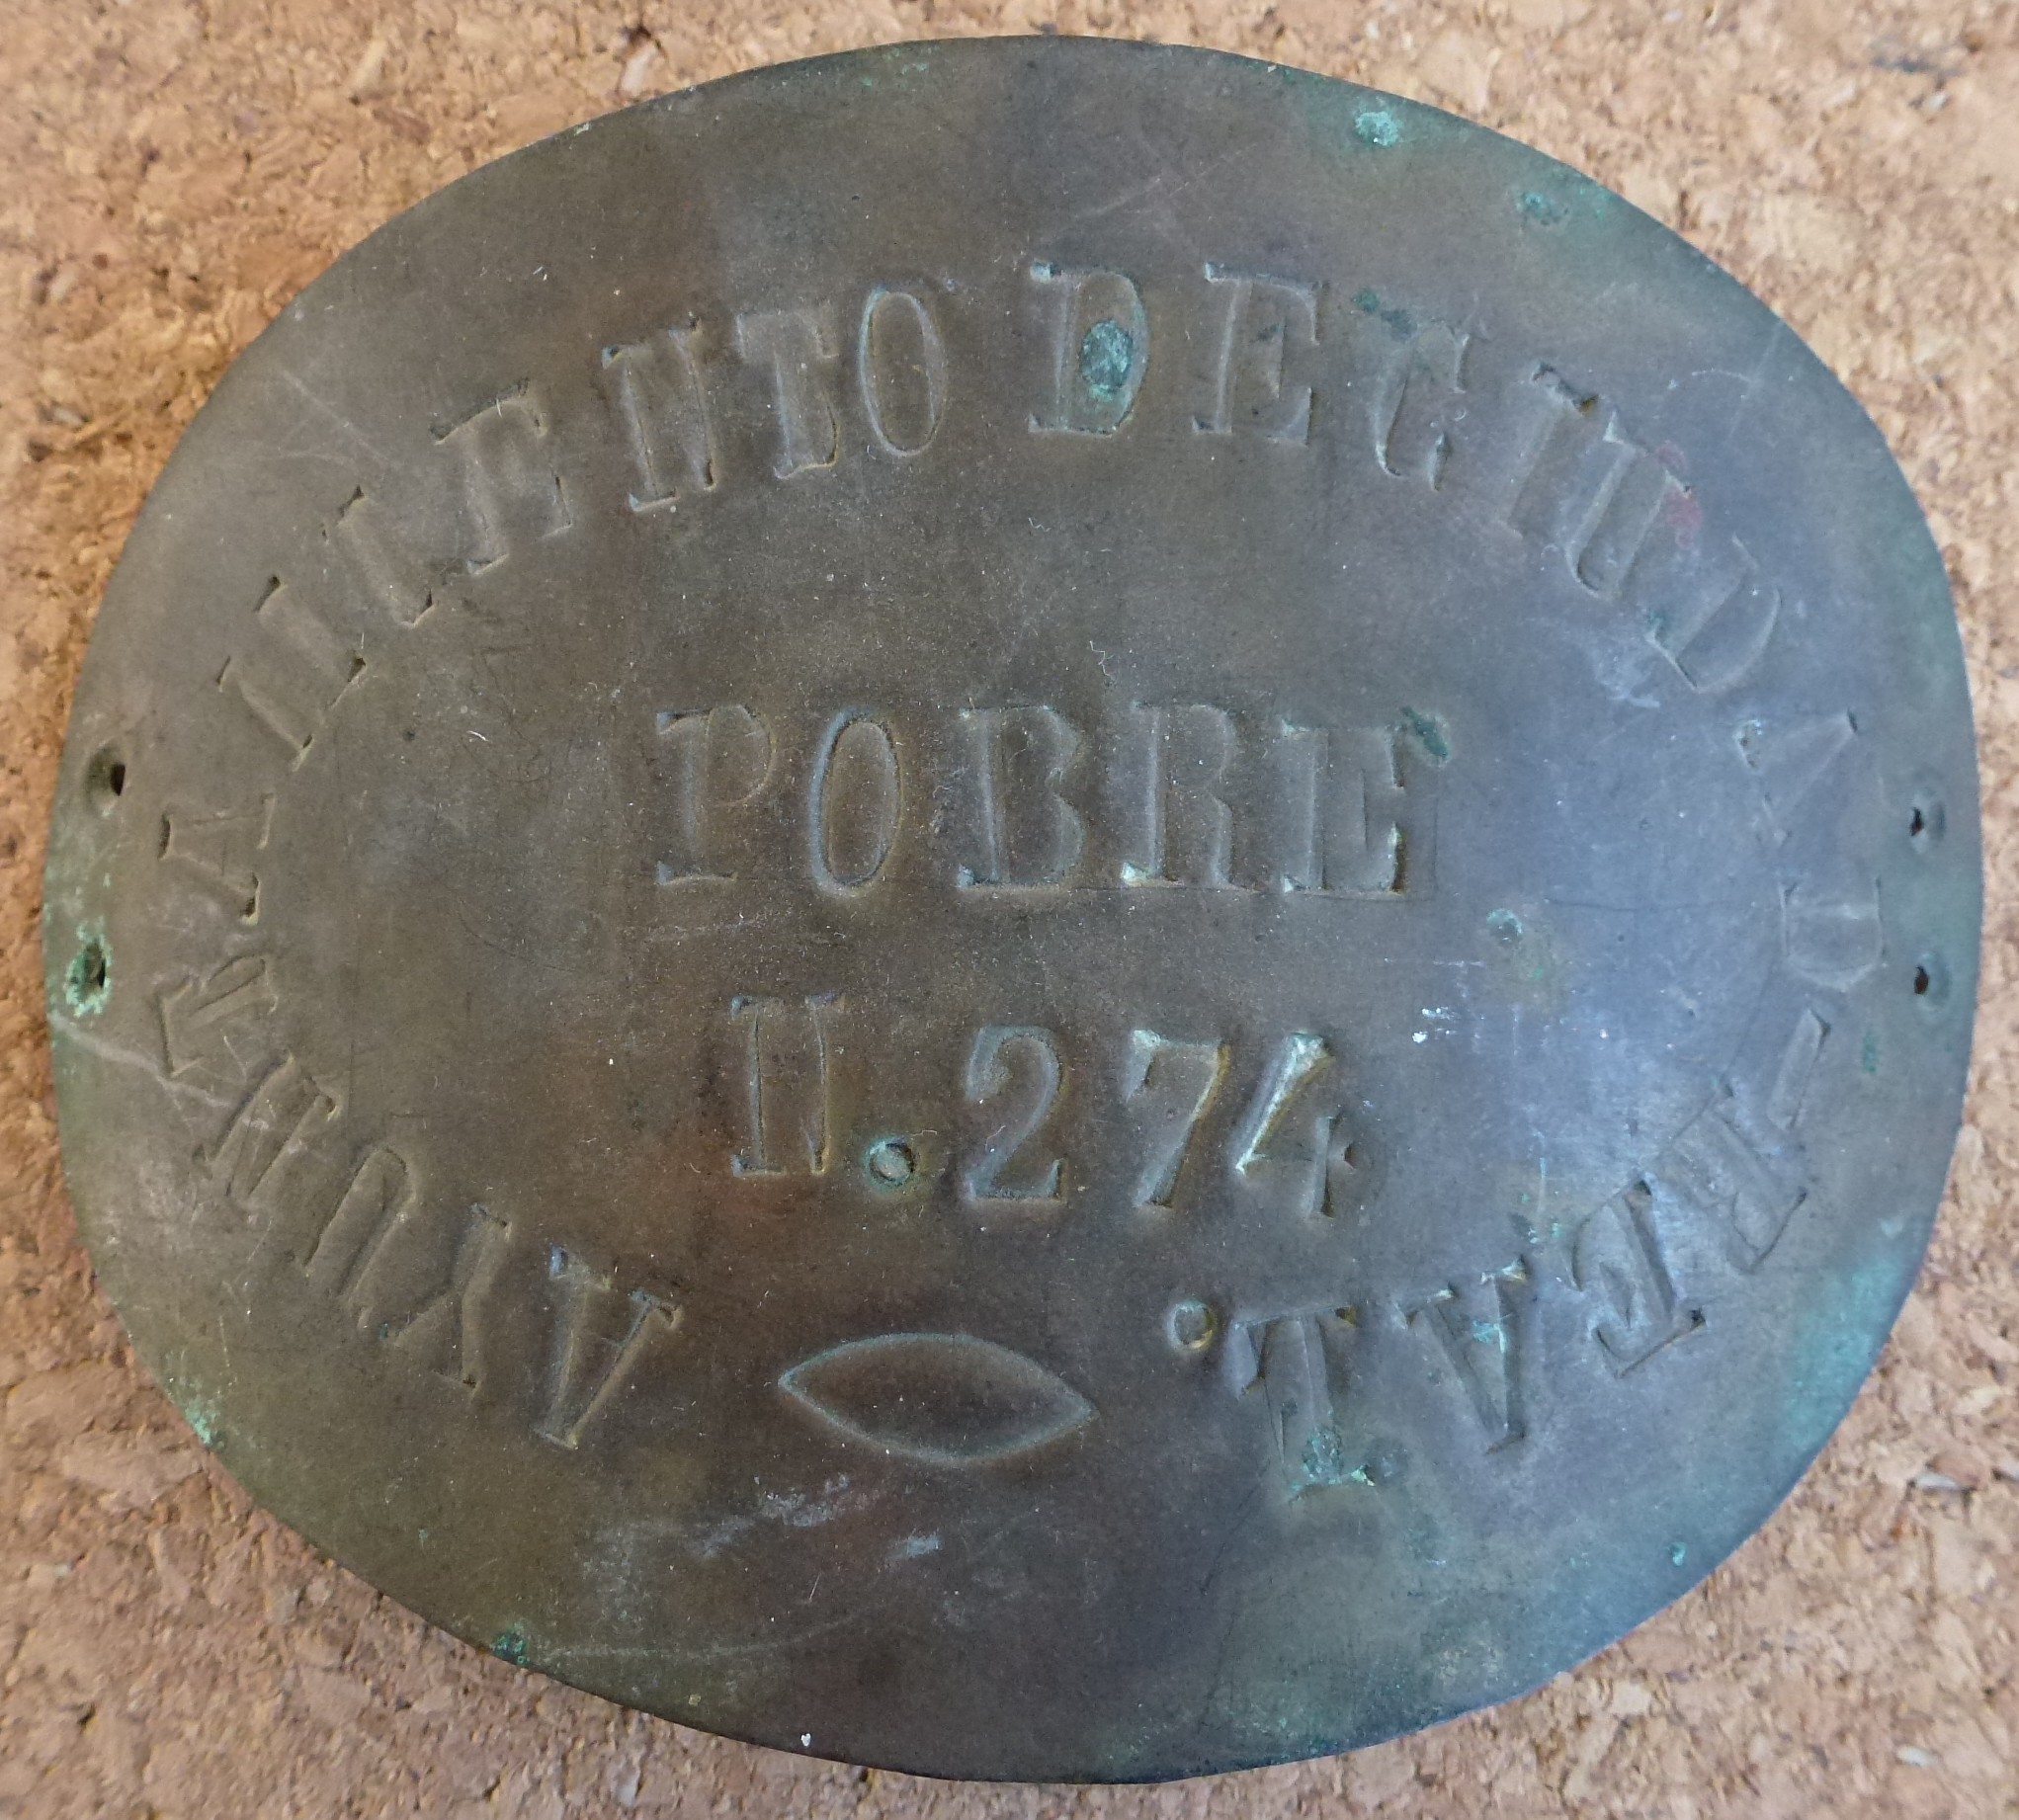 AYUNTAMIENTO DE CIUDAD-REAL.
POBRE
N.274